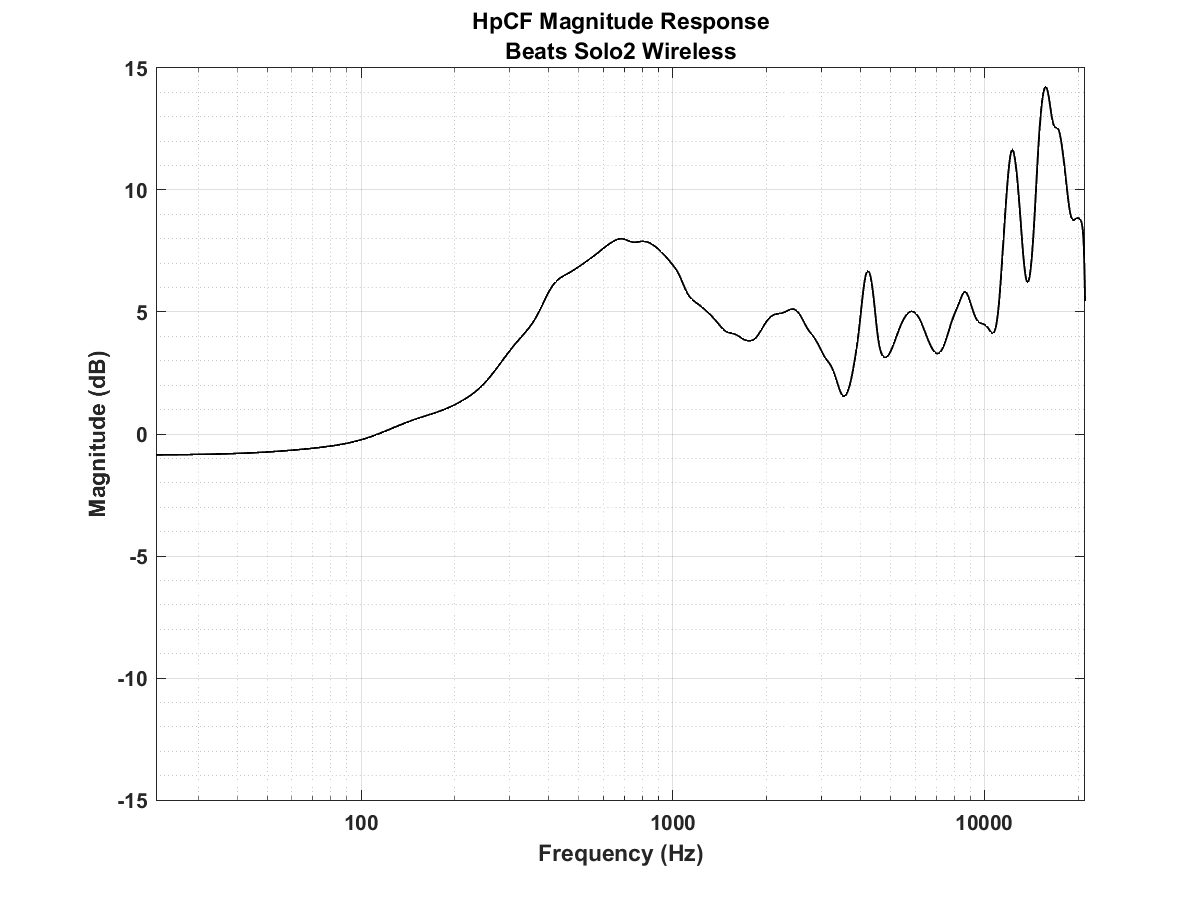 HpCF Magnitude Response
Beats Solo2 Wireless
15
10
5
0
-5
-10
-15
Magnitude (dB)
100
1000
10000
Frequency (Hz)